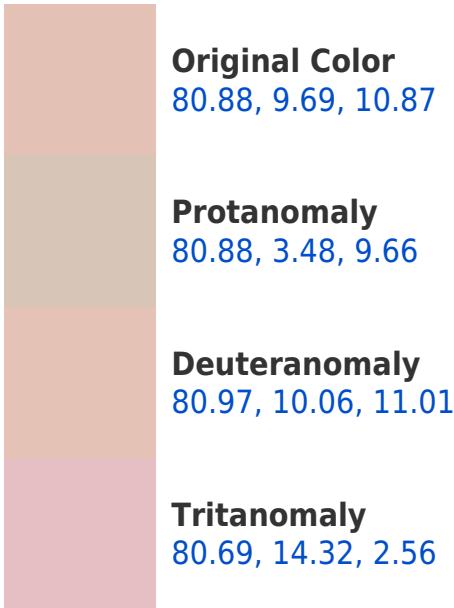 Original Color
80.88, 9.69, 10.87
Protanomaly
80.88, 3.48, 9.66
Deuteranomaly
80.97, 10.06, 11.01
Tritanomaly
80.69, 14.32, 2.56